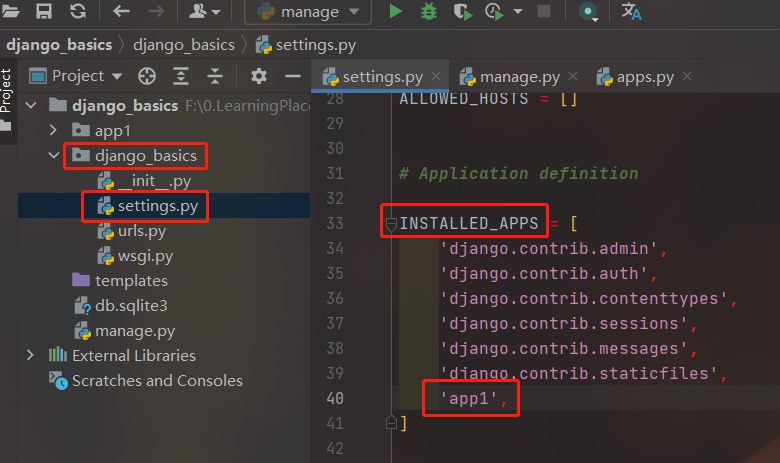 manage
django_basics django_basics settings.py
Project
Project
settings.py manage.py apps.py
django_basics F:\0.LearningPlace
app1
django_basics
__init__.py
settings.py
urls.py
wsgi.py
templates
db.sqlite3
manage.py
External Libraries
Scratches and Consoles
28 ALLOWED_HOSTS = []
29
30
31 # Application definition
32
33 INSTALLED_APPS = [
34 'django.contrib.admin',
35 'django.contrib.auth',
36 'django.contrib.contenttypes',
37 'django.contrib.sessions',
38 'django.contrib.messages',
39 'django.contrib.staticfiles',
40 'app1',
41 ]
42